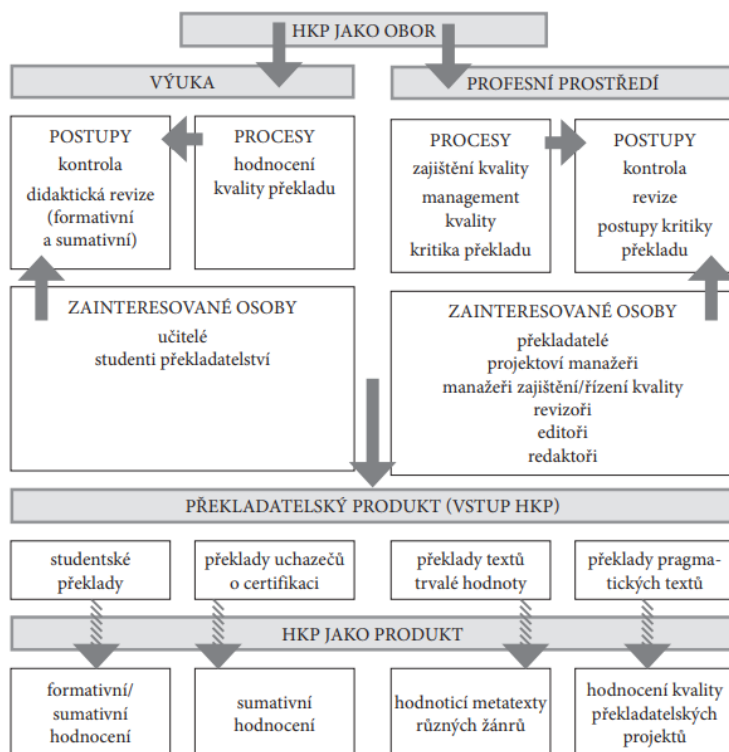 HKP JAKO OBOR
VÝUKA
PROFESNÍ PROSTŘEDÍ
POSTUPY
kontrola
didaktická revize
(formativní
a sumativní)
PROCESY
hodnocení
kvality překladu
PROCESY
zajištění kvality
management
kvality
kritika překladu
POSTUPY
kontrola
revize
postupy kritiky
překladu
ZAINTERESOVANÉ OSOBY
učitelé
studenti překladatelství
ZAINTERESOVANÉ OSOBY
překladatelé
projektoví manažeři
manažeři zajištění/řízení kvality
revizoři
editoři
redaktoři
PŘEKLADATELSKÝ PRODUKT (VSTUP HKP)
studentské
překlady
překlady uchazečů
o certifikaci
překlady textů
trvalé hodnoty
překlady pragma-
tických textů
HKP JAKO PRODUKT
formativní/
sumativní
hodnocení
sumativní
hodnocení
hodnoticí metatexty
různých žánrů
hodnocení kvality
překladatelských
projektů